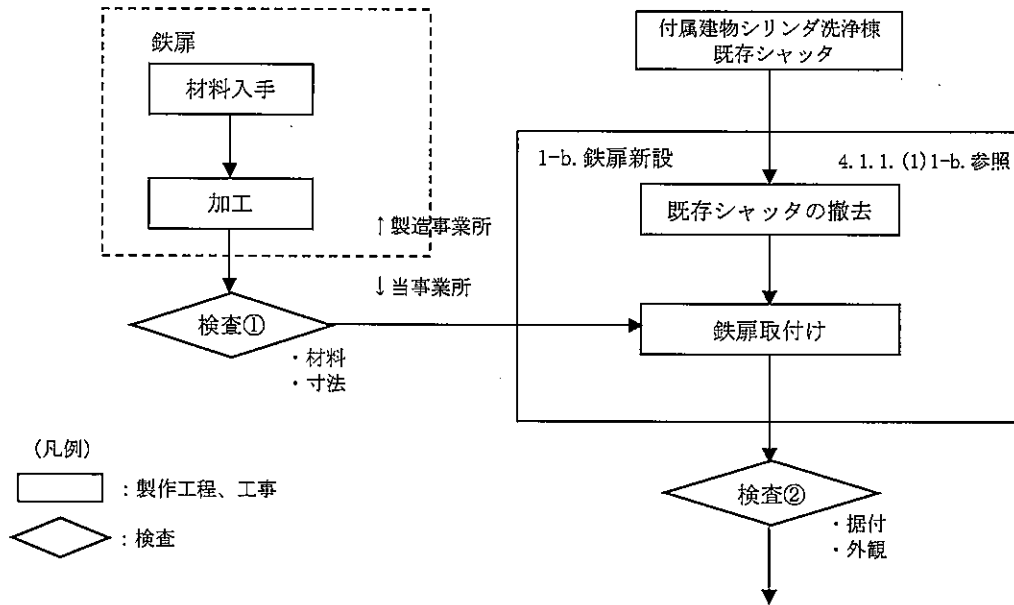 鉄扉
材料入手
加工
↑製造事業所
↓当事業所
検査①
・材料
・寸法
付属建物シリンダ洗浄棟
既存シャッタ
1-b.鉄扉新設
4.1.1.(1)1-b.参照
既存シャッタの撤去
鉄扉取付け
検査②
・据付
・外観
(凡例)
：製作工程、工事
：検査